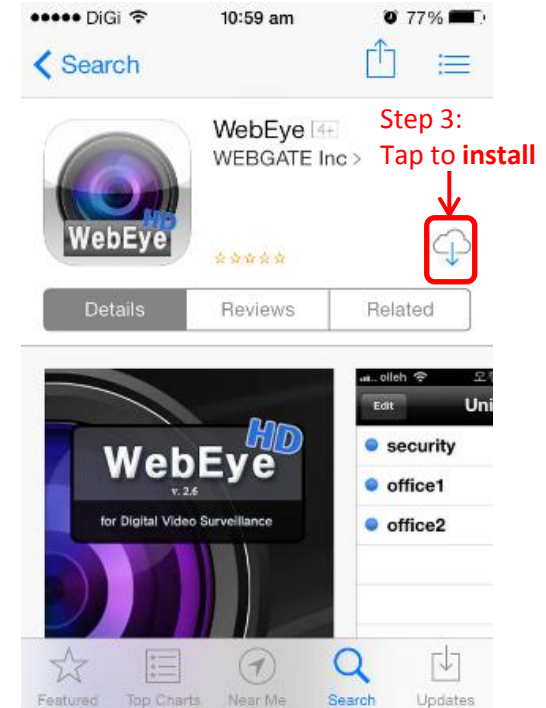 DiGi 10:59 am 77%
Search
WebEye 4+
WEBGATE Inc >
Step 3:
Tap to install
HD
WebEye
Details Reviews Related
HD
WebEye
v. 2.6
for Digital Video Surveillance
olleh
Edit Uni
security
office1
office2
Featured Top Charts Near Me Search Updates